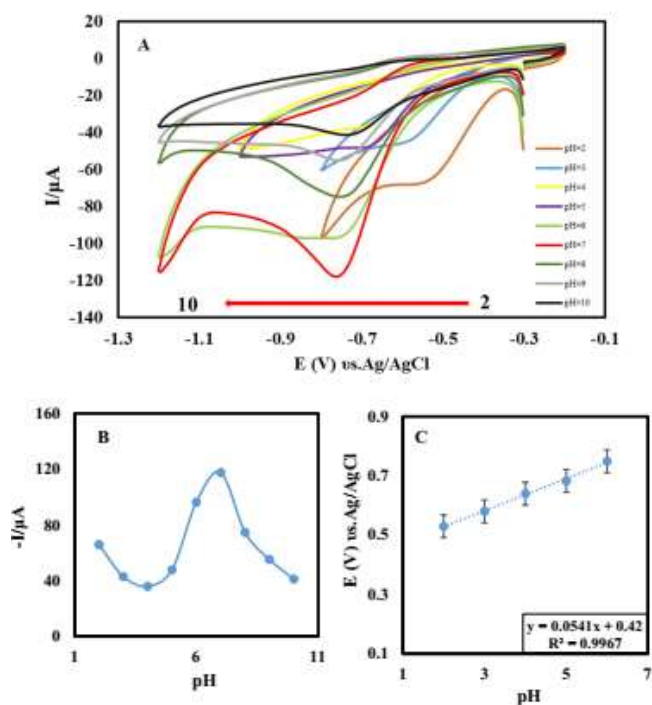 A
20
0
-20
-40
-60
-80
-100
-120
-140
I/µA
pH=2
pH=3
pH=4
pH=5
pH=6
pH=7
pH=8
pH=9
pH=10
10
2
-1.3
-1.1
-0.9
-0.7
-0.5
-0.3
-0.1
E (V) vs.Ag/AgCl
B
160
120
80
40
0
-I/µA
1
6
11
pH
C
0.9
0.7
0.5
0.3
0.1
E (V) vs.Ag/AgCl
y = 0.0541x + 0.42
R² = 0.9967
1
3
5
7
pH